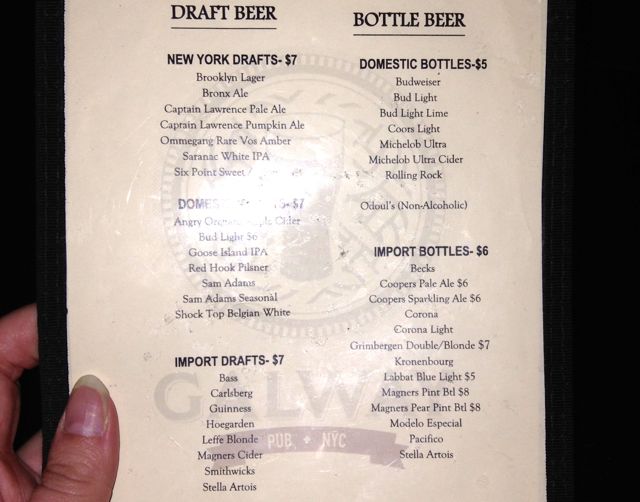 DRAFT BEER
NEW YORK DRAFTS- $7
Brooklyn Lager
Bronx Ale
Captain Lawrence Pale Ale
Captain Lawrence Pumpkin Ale
Ommegang Rare Vos Amber
Saranac White IPA
Six Point Sweet
$7
Angry Cider
Bud Light
Goose Island IPA
Red Hook Pilsner
Sam Adams
Sam Adams Seasonal
Shock Top Belgian White
IMPORT DRAFTS- $7
Bass
Carlsberg
Guinness
Hoegarden
Leffe Blonde
Magners Cider
Smithwicks
Stella Artois
BOTTLE BEER
DOMESTIC BOTTLES-$5
Budweiser
Bud Light
Bud Light Lime
Coors Light
Michelob Ultra
Michelob Ultra Cider
Rolling Rock
Odoul's (Non-Alcoholic)
IMPORT BOTTLES- $6
Becks
Coopers Pale Ale $6
Coopers Sparkling Ale $6
Corona
Corona Light
Grimbergen Double/Blonde $7
Kronenbourg
Labbat Blue Light $5
Magners Pint Btl $8
Magners Pear Pint Btl $8
Modelo Especial
Pacifico
Stella Artois
PUB + NYC